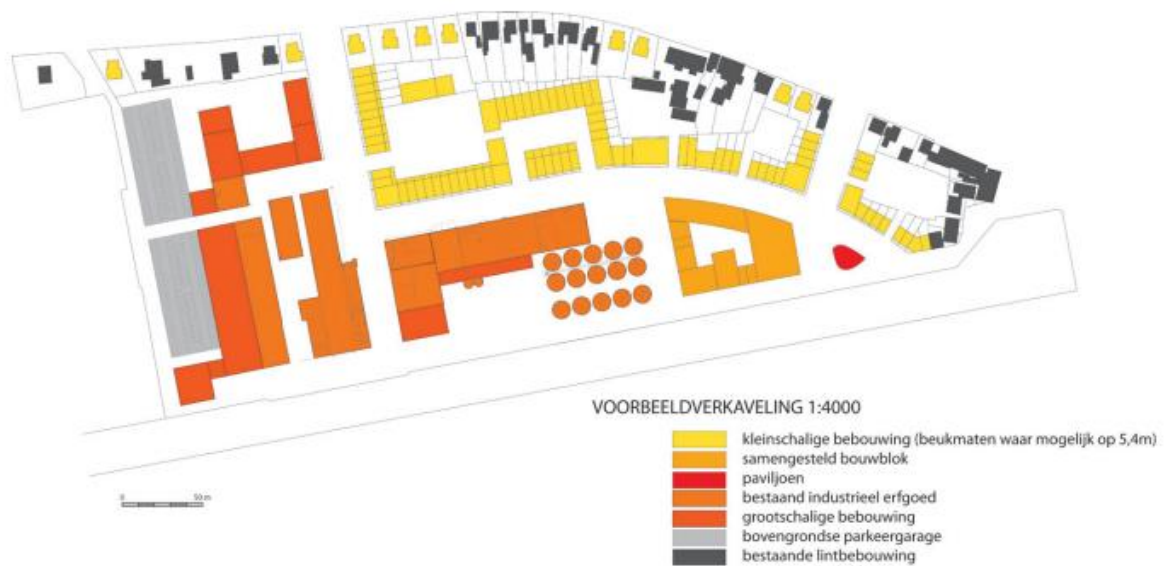 VOORBEELDVERKAVELING 1:4000
kleinschalige bebouwing (beukmaten waar mogelijk op 5,4m)
samengesteld bouwblok
paviljoen
bestaand industrieel erfgoed
grootschalige bebouwing
bovengrondse parkeergarage
bestaande lintbebouwing
0 50 m